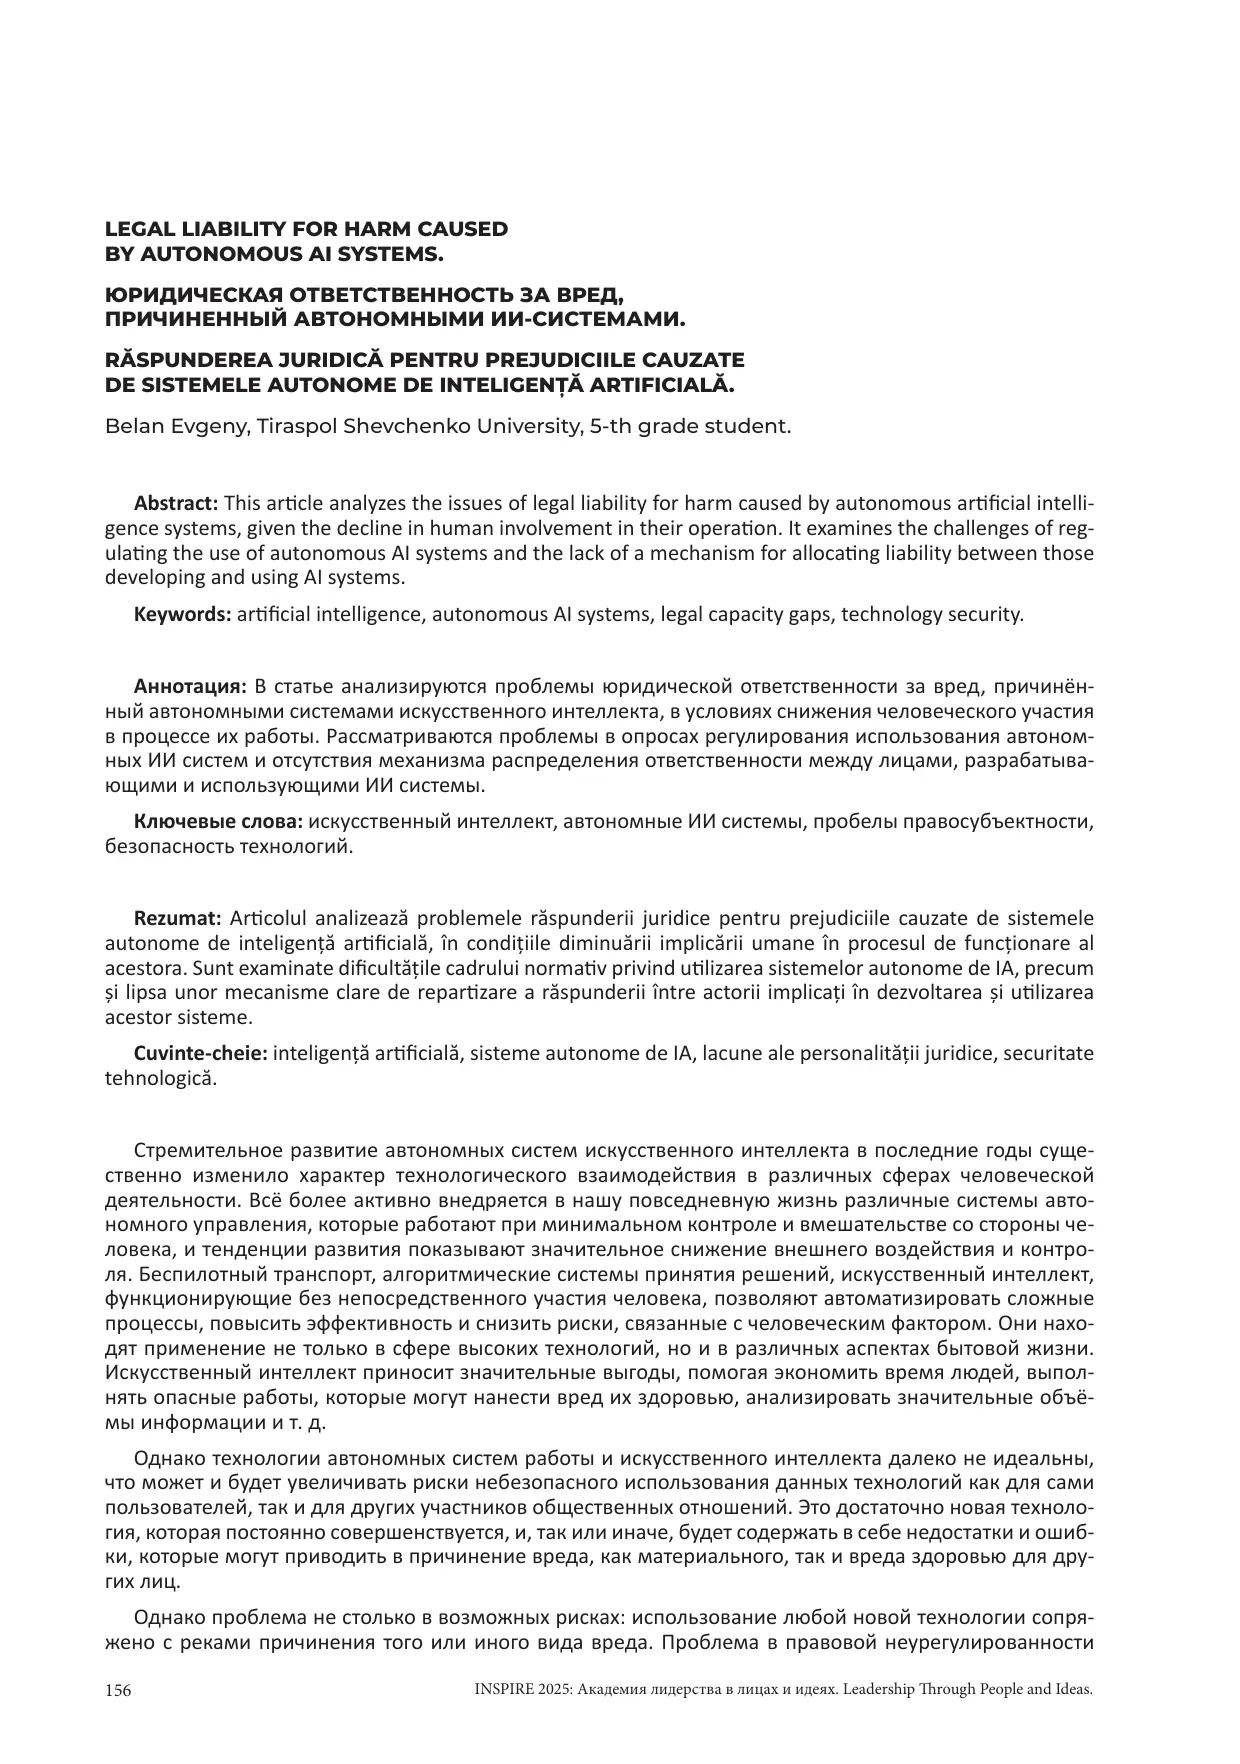 LEGAL LIABILITY FOR HARM CAUSED
BY AUTONOMOUS AI SYSTEMS.
ЮРИДИЧЕСКАЯ ОТВЕТСТВЕННОСТЬ ЗА ВРЕД,
ПРИЧИНЕННЫЙ АВТОНОМНЫМИ ИИ-СИСТЕМАМИ.
RĂSPUNDEREA JURIDICĂ PENTRU PREJUDICIILE CAUZATE
DE SISTEMELE AUTONOME DE INTELIGENȚĂ ARTIFICIALĂ.
Belan Evgeny, Tiraspol Shevchenko University, 5-th grade student.
Abstract: This article analyzes the issues of legal liability for harm caused by autonomous artificial intelli-
gence systems, given the decline in human involvement in their operation. It examines the challenges of reg-
ulating the use of autonomous AI systems and the lack of a mechanism for allocating liability between those
developing and using AI systems.
Keywords: artificial intelligence, autonomous AI systems, legal capacity gaps, technology security.
Аннотация: В статье анализируются проблемы юридической ответственности за вред, причинён-
ный автономными системами искусственного интеллекта, в условиях снижения человеческого участия
в процессе их работы. Рассматриваются проблемы в опросах регулирования использования автоном-
ных ИИ систем и отсутствия механизма распределения ответственности между лицами, разрабатыва-
ющими и использующими ИИ системы.
Ключевые слова: искусственный интеллект, автономные ИИ системы, пробелы правосубъектности,
безопасность технологий.
Rezumat: Articolul analizează problemele răspunderii juridice pentru prejudiciile cauzate de sistemele
autonome de inteligență artificială, în condițiile diminuării implicării umane în procesul de funcționare al
acestora. Sunt examinate dificultățile cadrului normativ privind utilizarea sistemelor autonome de IA, precum
și lipsa unor mecanisme clare de repartizare a răspunderii între actorii implicați în dezvoltarea și utilizarea
acestor sisteme.
Cuvinte-cheie: inteligență artificială, sisteme autonome de IA, lacune ale personalității juridice, securitate
tehnologică.
Стремительное развитие автономных систем искусственного интеллекта в последние годы суще-
ственно изменило характер технологического взаимодействия в различных сферах человеческой
деятельности. Всё более активно внедряется в нашу повседневную жизнь различные системы авто-
номного управления, которые работают при минимальном контроле и вмешательстве со стороны че-
ловека, и тенденции развития показывают значительное снижение внешнего воздействия и контро-
ля. Беспилотный транспорт, алгоритмические системы принятия решений, искусственный интеллект,
функционирующие без непосредственного участия человека, позволяют автоматизировать сложные
процессы, повысить эффективность и снизить риски, связанные с человеческим фактором. Они нахо-
дят применение не только в сфере высоких технологий, но и в различных аспектах бытовой жизни.
Искусственный интеллект приносит значительные выгоды, помогая экономить время людей, выпол-
нять опасные работы, которые могут нанести вред их здоровью, анализировать значительные объё-
мы информации и т. д.
Однако технологии автономных систем работы и искусственного интеллекта далеко не идеальны,
что может и будет увеличивать риски небезопасного использования данных технологий как для сами
пользователей, так и для других участников общественных отношений. Это достаточно новая техноло-
гия, которая постоянно совершенствуется, и, так или иначе, будет содержать в себе недостатки и ошиб-
ки, которые могут приводить в причинение вреда, как материального, так и вреда здоровью для дру-
гих лиц.
Однако проблема не столько в возможных рисках: использование любой новой технологии сопря-
жено с реками причинения того или иного вида вреда. Проблема в правовой неурегулированности
156
INSPIRE 2025: Академия лидерства в лицах и идеях. Leadership Through People and Ideas.